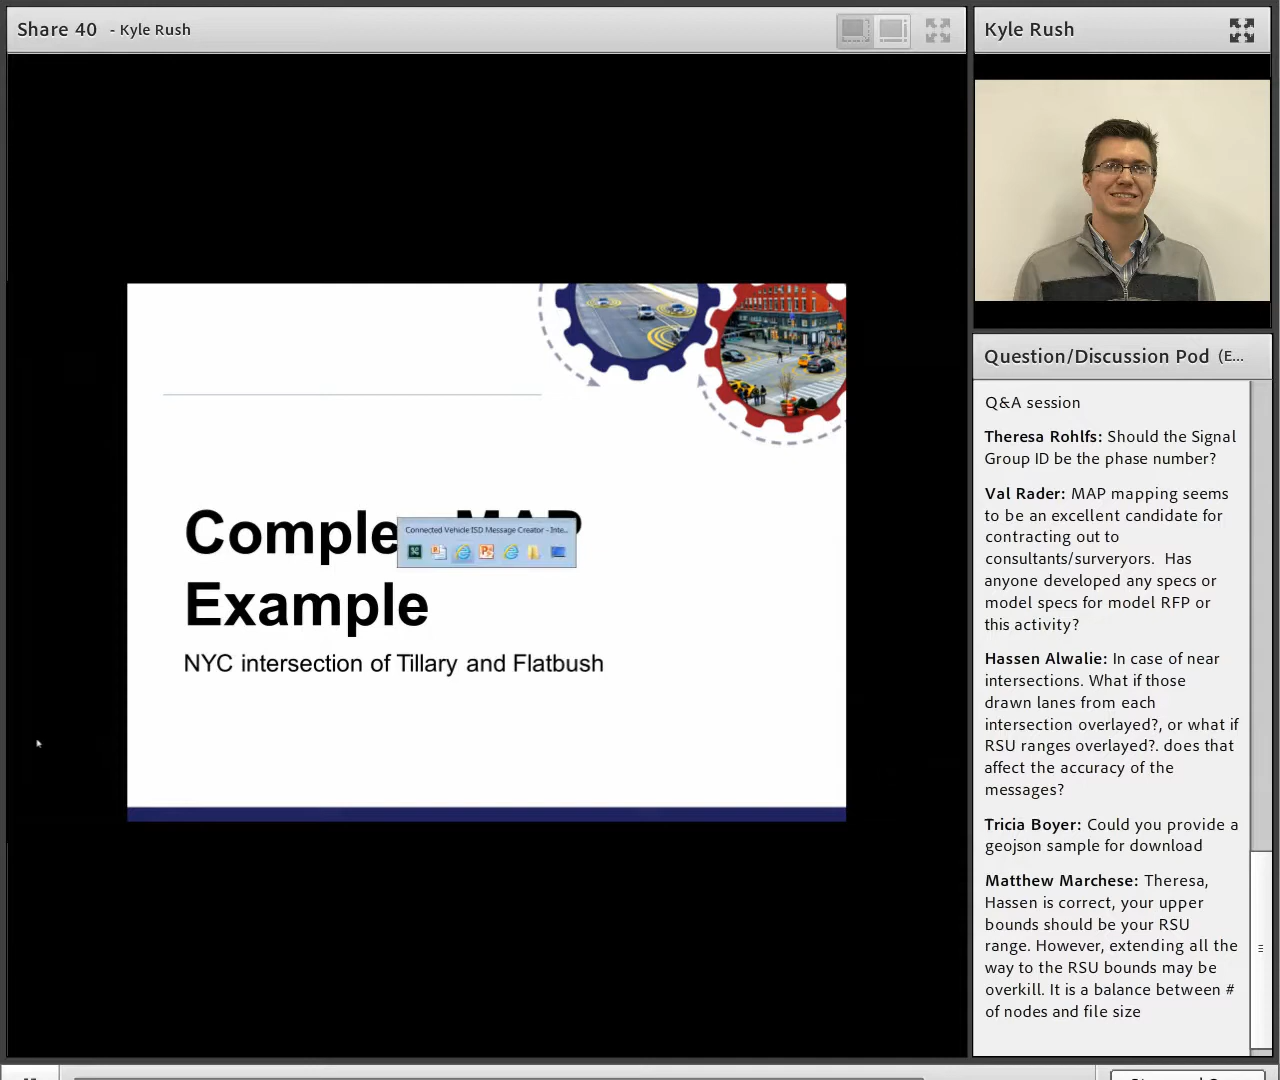 Share 40 - Kyle Rush
Kyle Rush
Question/Discussion Pod (E...
Connected Vehicle ISD Message Creator - Inte...
Example
NYC intersection of Tillary and Flatbush
Q&A session
Theresa Rohlfs: Should the Signal
Group ID be the phase number?
Val Rader: MAP mapping seems
to be an excellent candidate for
contracting out to
consultants/surveryors. Has
anyone developed any specs or
model specs for model RFP or
this activity?
Hassen Alwalie: In case of near
intersections. What if those
drawn lanes from each
intersection overlayed?, or what if
RSU ranges overlayed?. does that
affect the accuracy of the
messages?
Tricia Boyer: Could you provide a
geojson sample for download
Matthew Marchese: Theresa,
Hassen is correct, your upper
bounds should be your RSU
range. However, extending all the
way to the RSU bounds may be
overkill. It is a balance between #
of nodes and file size